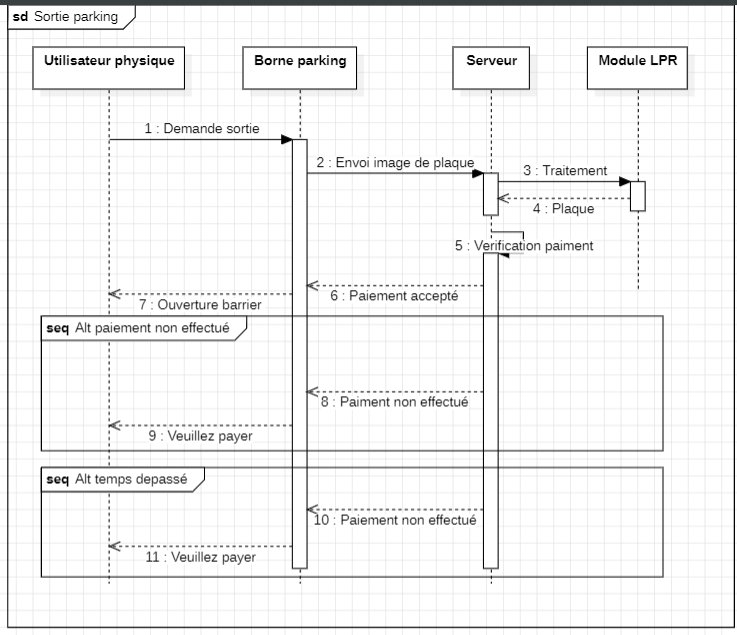 sd Sortie parking
Utilisateur physique
Borne parking
Serveur
Module LPR
1 : Demande sortie
2 : Envoi image de plaque
3 : Traitement
4 : Plaque
5 : Verification paiment
6 : Paiement accepté
7 : Ouverture barrier
seq Alt paiement non effectué
8 : Paiment non effectué
9 : Veuillez payer
seq Alt temps depassé
10 : Paiement non effectué
11 : Veuillez payer